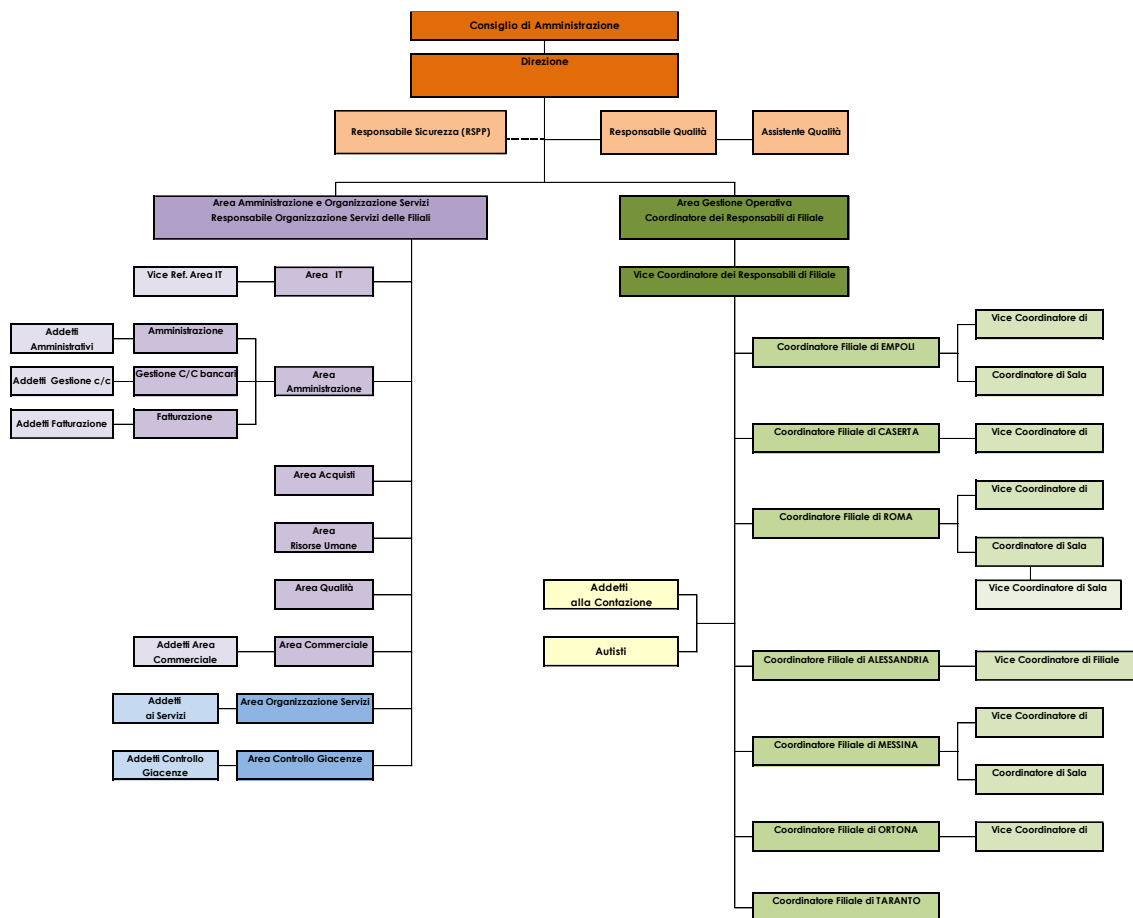 Consiglio di Amministrazione
Direzione
Responsabile Sicurezza (RSPP)
Responsabile Qualità
Assistente Qualità
Area Amministrazione e Organizzazione Servizi
Responsabile Organizzazione Servizi delle Filiali
Area Gestione Operativa
Coordinatore dei Responsabili di Filiale
Vice Ref. Area IT
Area IT
Vice Coordinatore dei Responsabili di Filiale
Addetti
Amministrativi
Amministrazione
Addetti Gestione c/c
Gestione C/C bancari
Area
Amministrazione
Addetti Fatturazione
Fatturazione
Area Acquisti
Area
Risorse Umane
Area Qualità
Addetti Area
Commerciale
Area Commerciale
Addetti
ai Servizi
Area Organizzazione Servizi
Addetti Controllo
Giacenze
Area Controllo Giacenze
Addetti
alla Contazione
Autisti
Coordinatore Filiale di EMPOLI
Vice Coordinatore di
Coordinatore di Sala
Coordinatore Filiale di CASERTA
Vice Coordinatore di
Coordinatore Filiale di ROMA
Vice Coordinatore di
Coordinatore di Sala
Vice Coordinatore di Sala
Coordinatore Filiale di ALESSANDRIA
Vice Coordinatore di Filiale
Coordinatore Filiale di MESSINA
Vice Coordinatore di
Coordinatore di Sala
Coordinatore Filiale di ORTONA
Vice Coordinatore di
Coordinatore Filiale di TARANTO